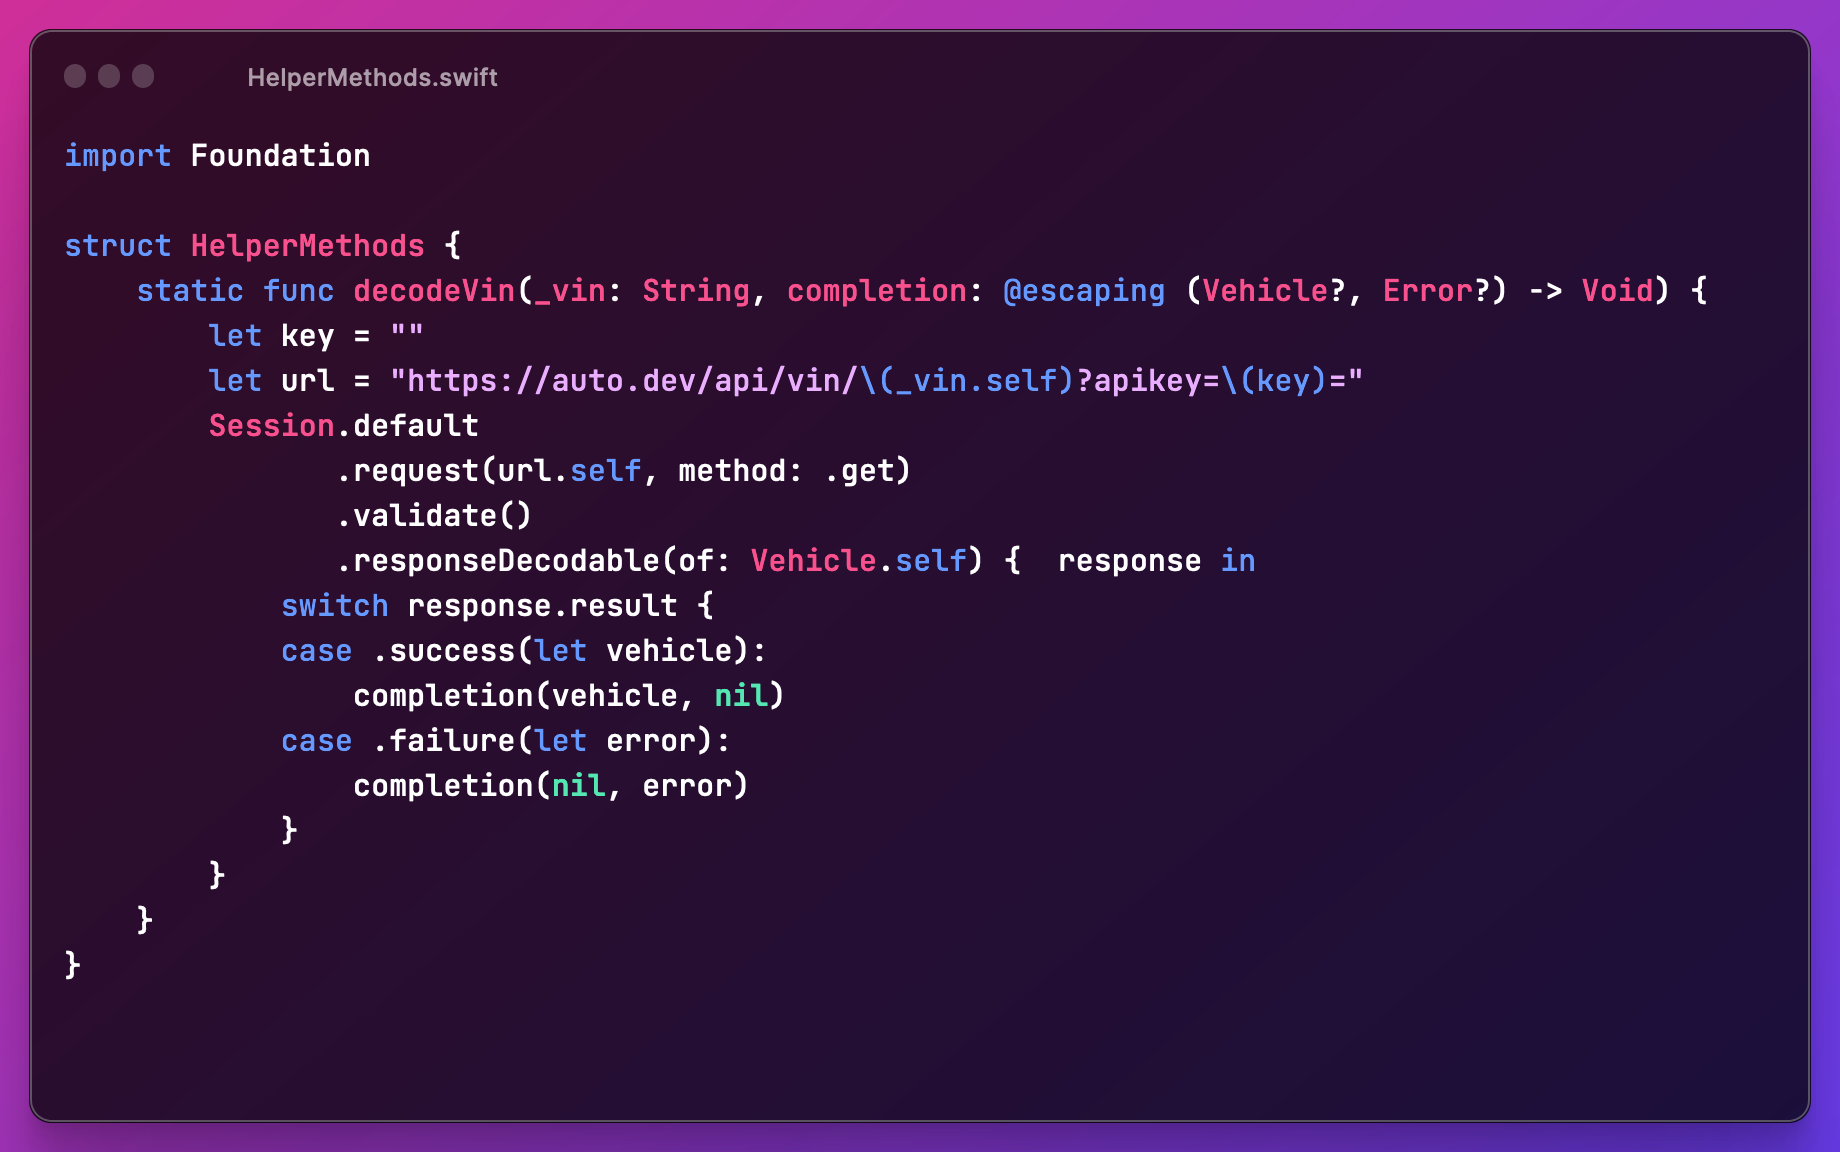 HelperMethods.swift
import Foundation
struct HelperMethods {
    static func decodeVin(_vin: String, completion: @escaping (Vehicle?, Error?) -> Void) {
        let key = ""
        let url = "https://auto.dev/api/vin/\(_vin.self)?apikey=\(key)="
        Session.default
               .request(url.self, method: .get)
               .validate()
               .responseDecodable(of: Vehicle.self) {  response in
            switch response.result {
            case .success(let vehicle):
                completion(vehicle, nil)
            case .failure(let error):
                completion(nil, error)
            }
        }
    }
}